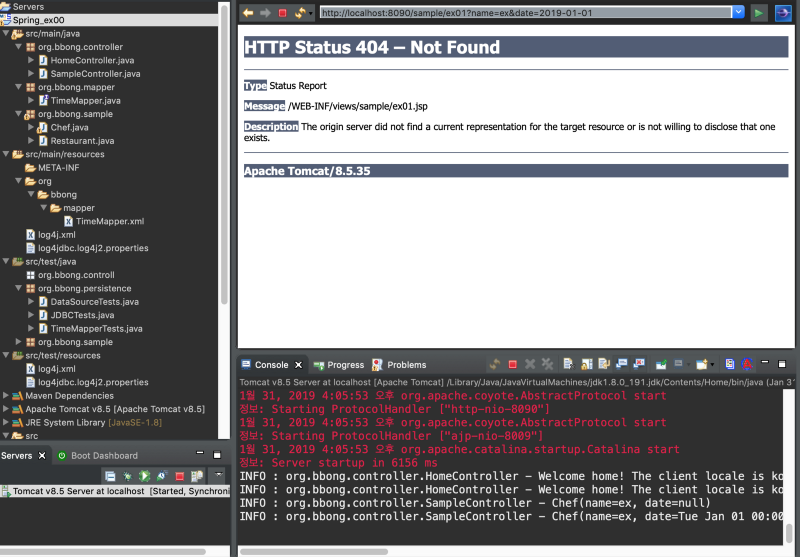 Servers
Spring_ex00
src/main/java
org.bbong.controller
HomeController.java
SampleController.java
org.bbong.mapper
TimeMapper.java
org.bbong.sample
Chef.java
Restaurant.java
src/main/resources
META-INF
org
bbong
mapper
TimeMapper.xml
log4j.xml
log4jdbc.log4j2.properties
src/test/java
org.bbong.controll
org.bbong.persistence
DataSourceTests.java
JDBCTests.java
TimeMapperTests.java
org.bbong.sample
src/test/resources
log4j.xml
log4jdbc.log4j2.properties
Maven Dependencies
Apache Tomcat v8.5 [Apache Tomcat v8.5]
JRE System Library [JavaSE-1.8]
src
Servers Boot Dashboard
Tomcat v8.5 Server at localhost [Started, Synchroni
http://localhost:8090/sample/ex01?name=ex&date=2019-01-01
HTTP Status 404 – Not Found
Type Status Report
Message /WEB-INF/views/sample/ex01.jsp
Description The origin server did not find a current representation for the target resource or is not willing to disclose that one
exists.
Apache Tomcat/8.5.35
Console Progress Problems
Tomcat v8.5 Server at localhost [Apache Tomcat] /Library/Java/JavaVirtualMachines/jdk1.8.0_191.jdk/Contents/Home/bin/java (Jan 3
1월 31, 2019 4:05:53 오후 org.apache.coyote.AbstractProtocol start
정보: Starting ProtocolHandler ["http-nio-8090"]
1월 31, 2019 4:05:53 오후 org.apache.coyote.AbstractProtocol start
정보: Starting ProtocolHandler ["ajp-nio-8009"]
1월 31, 2019 4:05:53 오후 org.apache.catalina.startup.Catalina start
정보: Server startup in 6156 ms
INFO : org.bbong.controller.HomeController - Welcome home! The client locale is ko
INFO : org.bbong.controller.HomeController - Welcome home! The client locale is ko
INFO : org.bbong.controller.SampleController - Chef(name=ex, date=null)
INFO : org.bbong.controller.SampleController - Chef(name=ex, date=Tue Jan 01 00:00